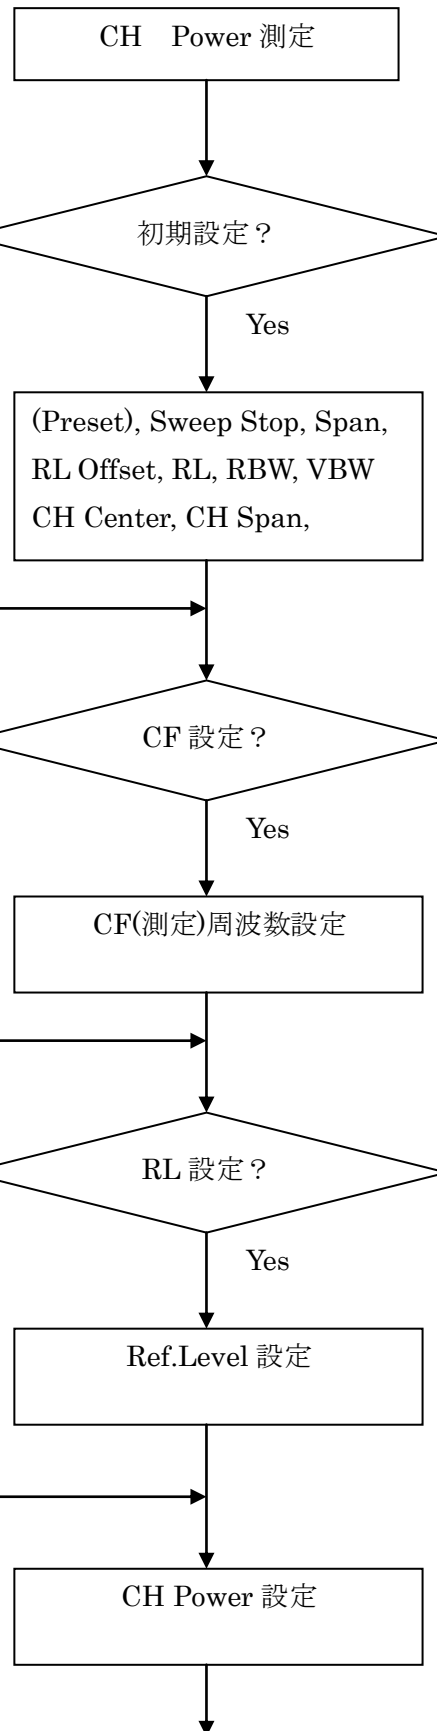 CH　Power 測定
初期設定？
Yes
(Preset), Sweep Stop, Span,
RL Offset, RL, RBW, VBW
CH Center, CH Span,
CF 設定？
Yes
CF(測定)周波数設定
RL 設定？
Yes
Ref.Level 設定
CH Power 設定